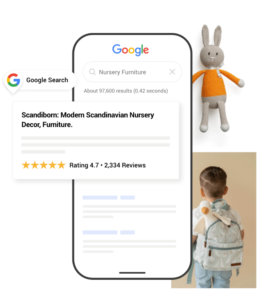 Google
Nursery Furniture
Google Search
About 97,600 results (0.42 seconds)
Scandiborn: Modern Scandinavian Nursery
Decor, Furniture.
Rating 4.7 • 2,334 Reviews